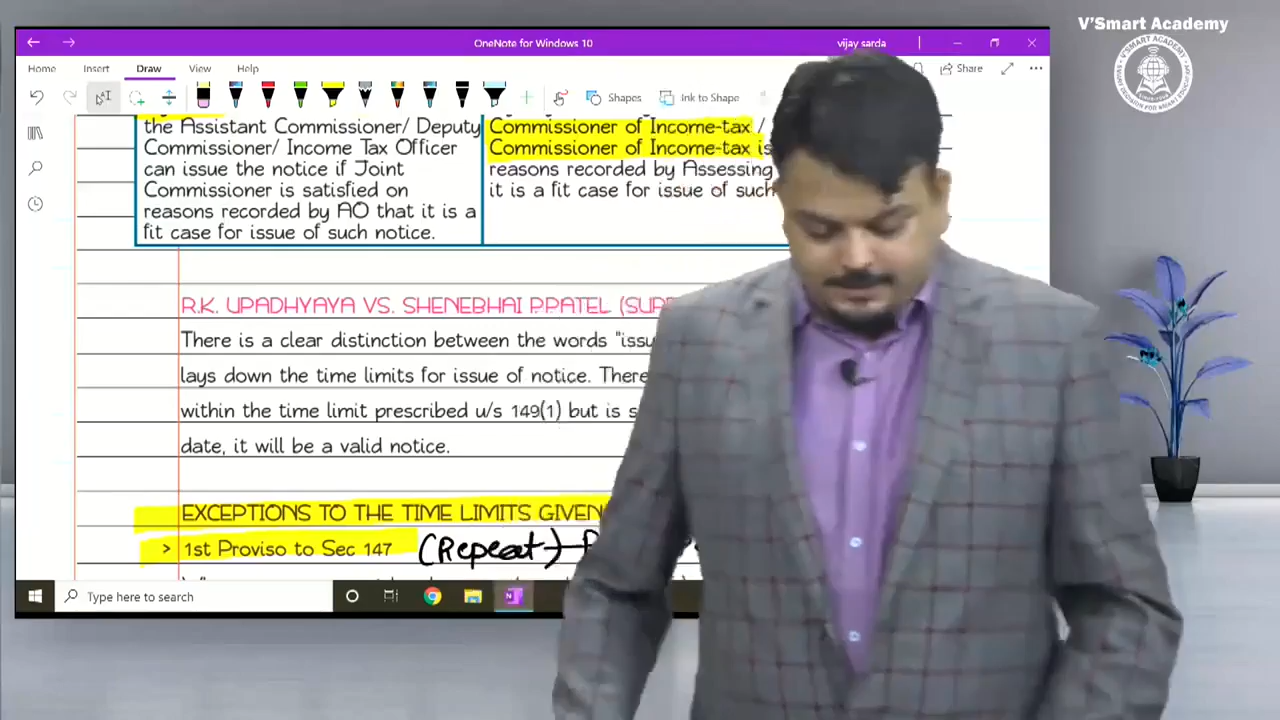 V'Smart Academy
OneNote for Windows 10
vijay sarda
Home Insert Draw View Help
Share
Shapes Ink to Shape
the Assistant Commissioner/ Deputy
Commissioner/ Income Tax Officer
can issue the notice if Joint
Commissioner is satisfied on
reasons recorded by AO that it is a
fit case for issue of such notice.
Commissioner of Income-tax /
Commissioner of Income-tax is
reasons recorded by Assessing
it is a fit case for issue of such
R.K. UPADHYAYA VS. SHENEBHAI P.PATEL
There is a clear distinction between the words "issu
lays down the time limits for issue of notice. There
within the time limit prescribed u/s 149(1) but is s
date, it will be a valid notice.
EXCEPTIONS TO THE TIME LIMITS GIVEN
> 1st Proviso to Sec 147 (Repeat)
Type here to search